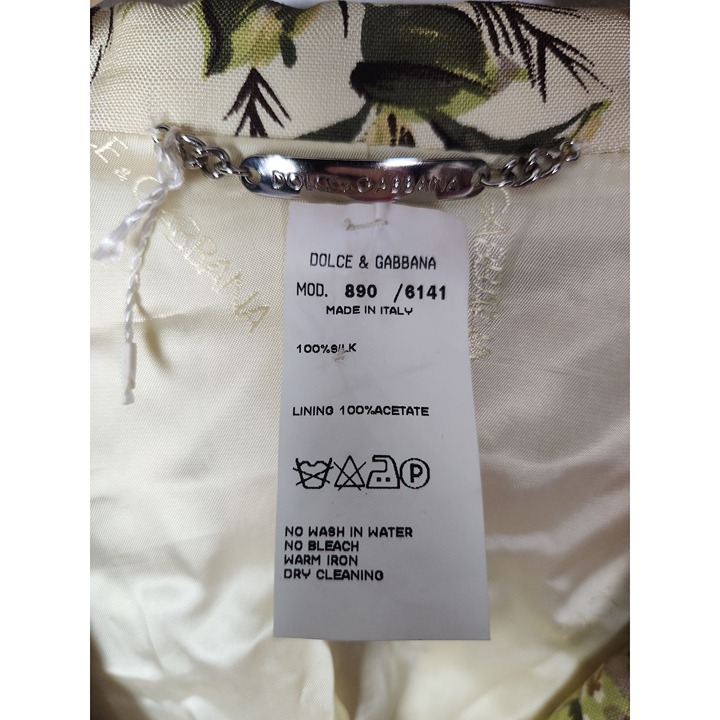 DOLCE & GABBANA
DOLCE & GABBANA
MOD. 890 /6141
MADE IN ITALY
100%SILK
LINING 100%ACETATE
P
NO WASH IN WATER
NO BLEACH
WARM IRON
DRY CLEANING
E & GABBANA